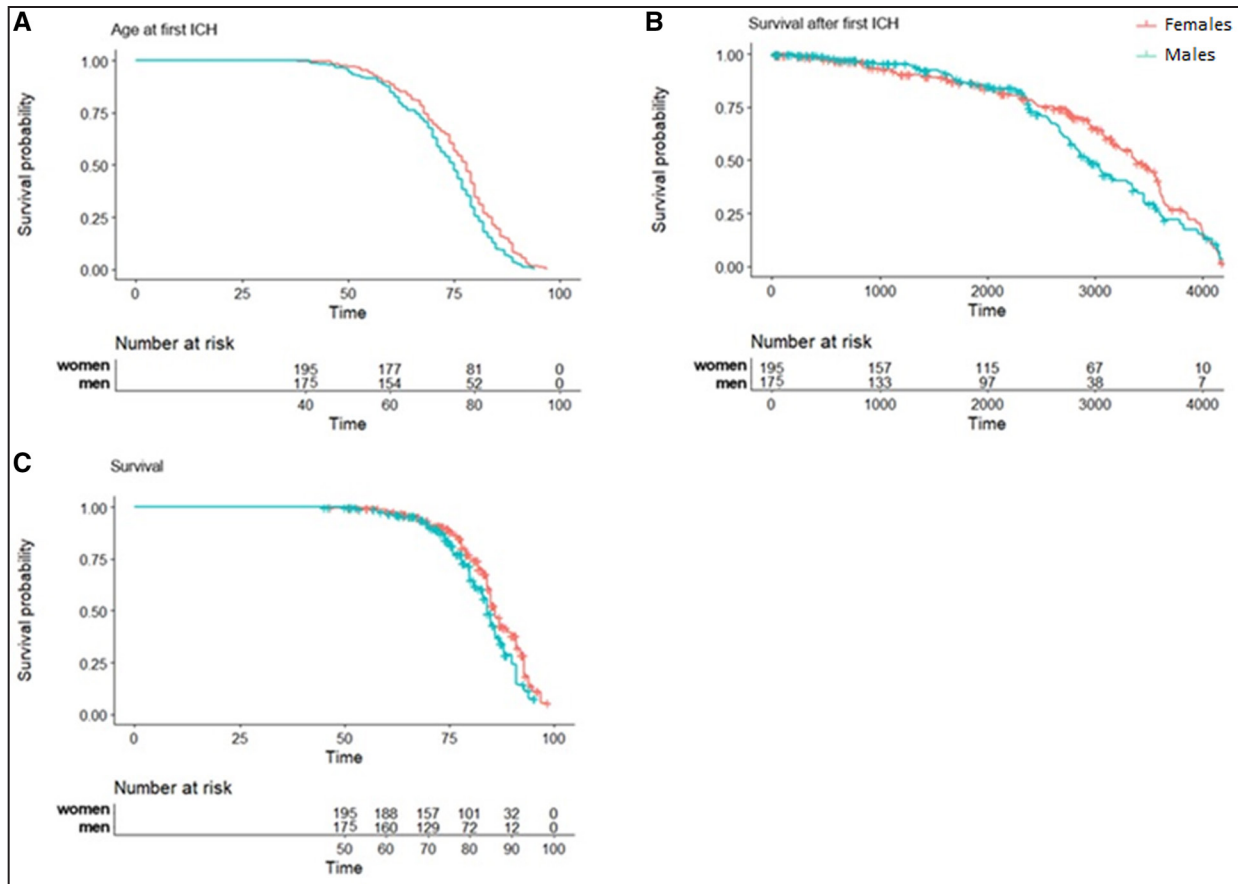 A
Age at first ICH
Survival probability
1.00
0.75
0.50
0.25
0.00
0 25 50 75 100
Time
Number at risk
women 195 177 81 0
men 175 154 52 0
40 60 80 100
Time
B
Survival after first ICH
Females
Males
Survival probability
1.00
0.75
0.50
0.25
0.00
0 1000 2000 3000 4000
Time
Number at risk
women 195 157 115 67 10
men 175 133 97 38 7
0 1000 2000 3000 4000
Time
C
Survival
Survival probability
1.00
0.75
0.50
0.25
0.00
0 25 50 75 100
Time
Number at risk
women 195 188 157 101 32 0
men 175 160 129 72 12 0
50 60 70 80 90 100
Time